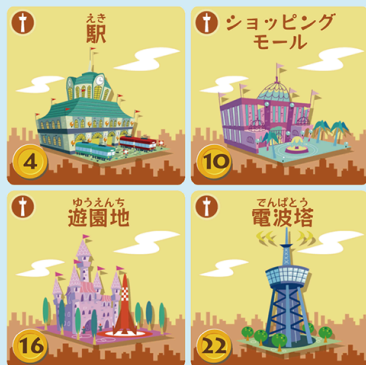 えき
駅
4
ショッピング
モール
10
ゆうえんち
遊園地
16
でんぱとう
電波塔
22